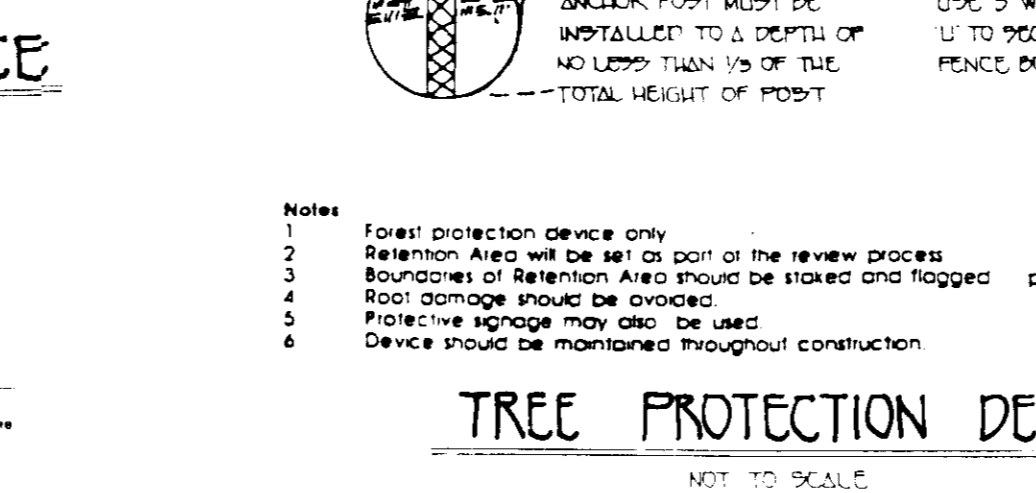 ANCHOR POST MUST BE
INSTALLED TO A DEPTH OF
NO LESS THAN 1/3 OF THE
TOTAL HEIGHT OF POST
USE 3 W
"U" TO SEC
FENCE BO
CE
Notes
1 Forest protection device only
2 Retention Area will be set as part of the review process
3 Boundaries of Retention Area should be staked and flagged p
4 Root damage should be avoided.
5 Protective signage may also be used.
6 Device should be maintained throughout construction.
re
TREE PROTECTION DE
NOT TO SCALE